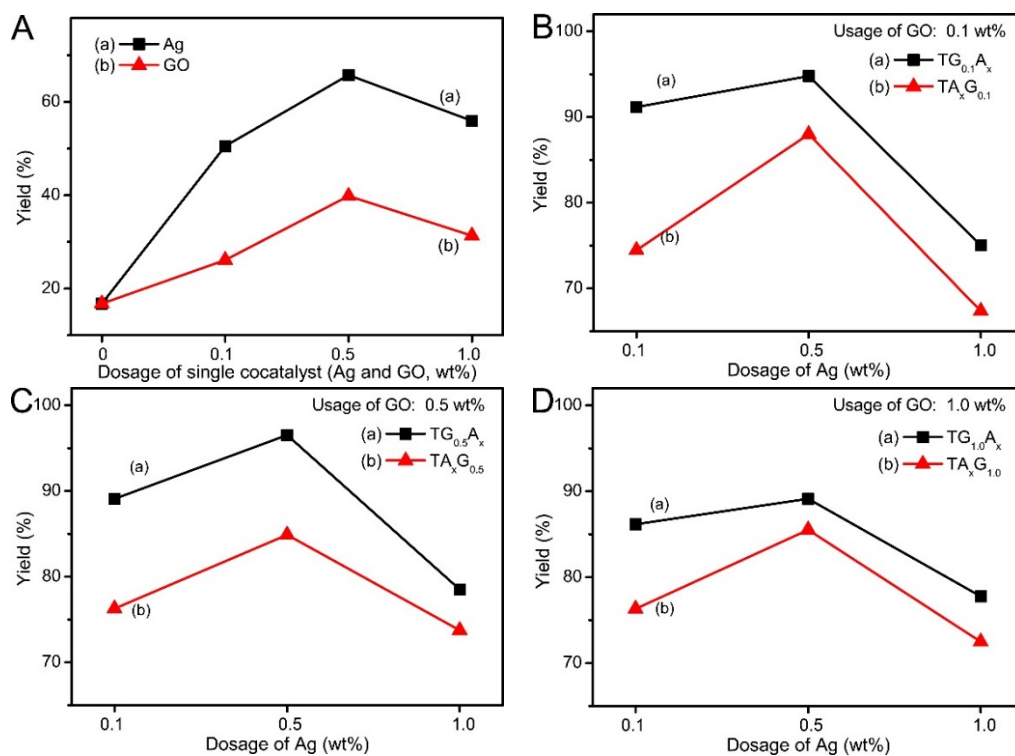 A
(a) Ag
(b) GO
(a)
(b)
Yield (%)
60
40
20
0
0.1
0.5
1.0
Dosage of single cocatalyst (Ag and GO, wt%)
B
Usage of GO: 0.1 wt%
(a) TG0.1Ax
(b) TAxG0.1
(a)
(b)
Yield (%)
100
95
90
85
80
75
70
0.1
0.5
1.0
Dosage of Ag (wt%)
C
Usage of GO: 0.5 wt%
(a) TG0.5Ax
(b) TAxG0.5
(a)
(b)
Yield (%)
100
90
80
70
0.1
0.5
1.0
Dosage of Ag (wt%)
D
Usage of GO: 1.0 wt%
(a) TG1.0Ax
(b) TAxG1.0
(a)
(b)
Yield (%)
100
90
80
70
0.1
0.5
1.0
Dosage of Ag (wt%)